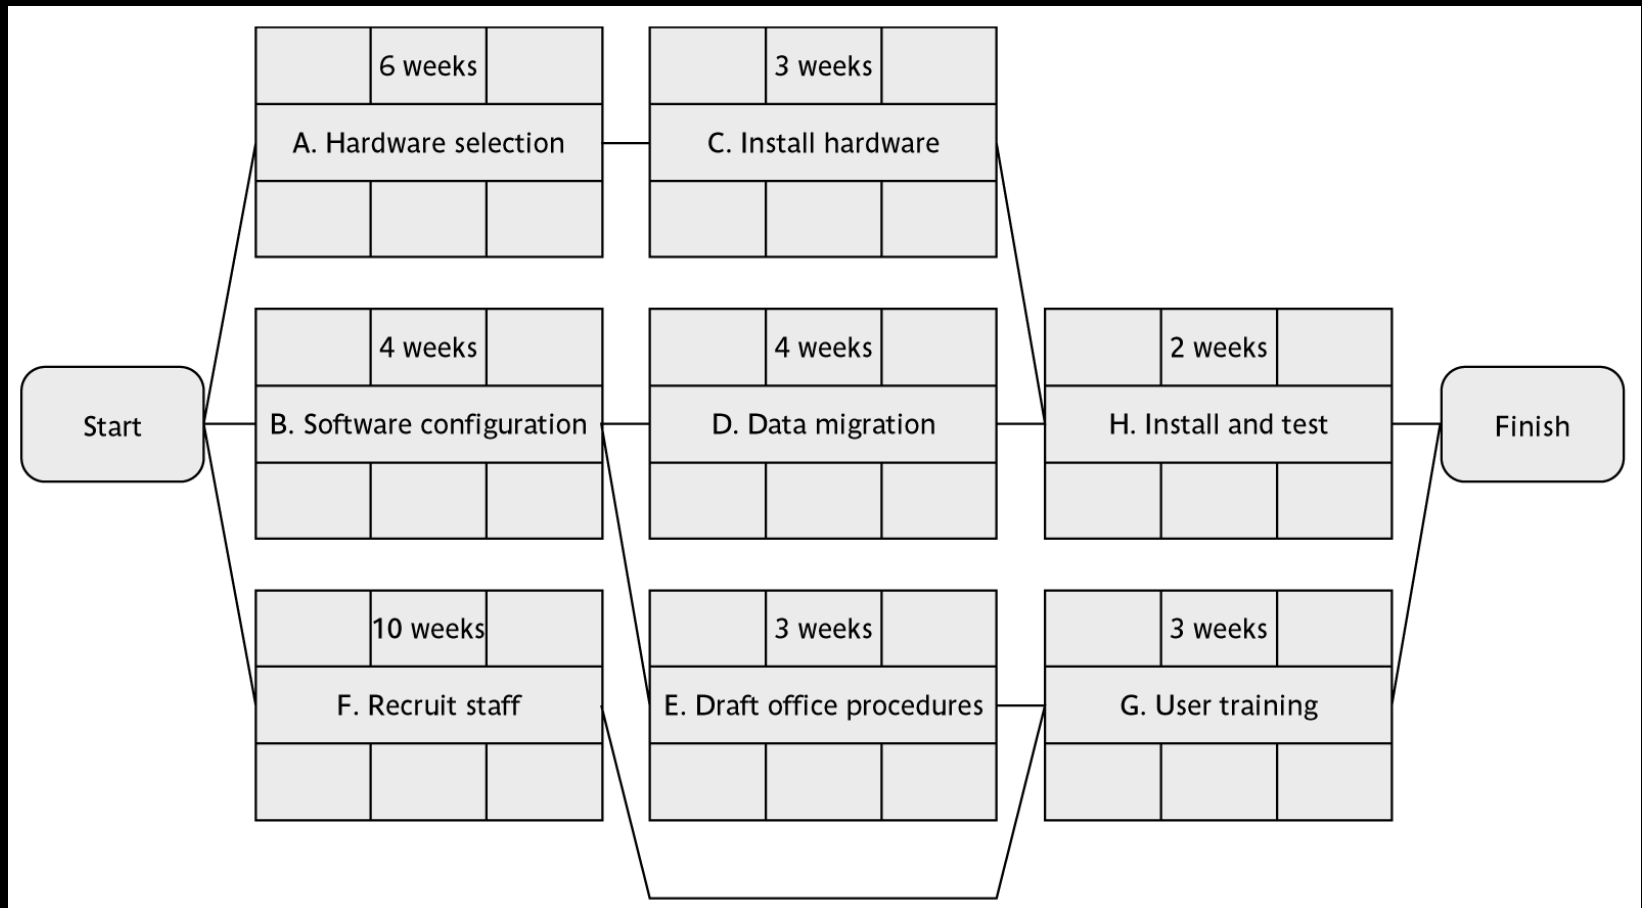 6 weeks
3 weeks
A. Hardware selection
C. Install hardware
4 weeks
4 weeks
2 weeks
Start
B. Software configuration
D. Data migration
H. Install and test
Finish
10 weeks
3 weeks
3 weeks
F. Recruit staff
E. Draft office procedures
G. User training